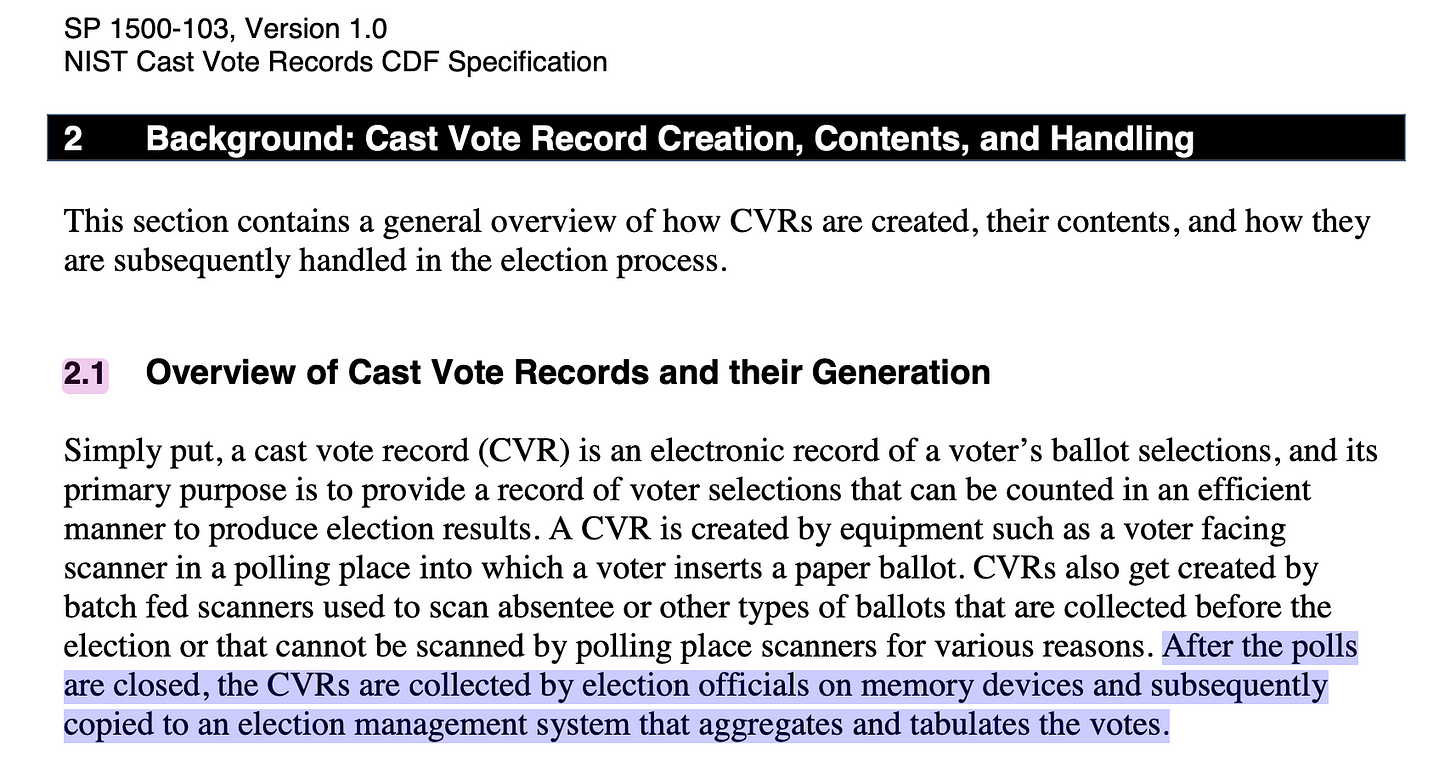 SP 1500-103, Version 1.0
NIST Cast Vote Records CDF Specification
2 Background: Cast Vote Record Creation, Contents, and Handling
This section contains a general overview of how CVRs are created, their contents, and how they
are subsequently handled in the election process.
2.1 Overview of Cast Vote Records and their Generation
Simply put, a cast vote record (CVR) is an electronic record of a voter’s ballot selections, and its
primary purpose is to provide a record of voter selections that can be counted in an efficient
manner to produce election results. A CVR is created by equipment such as a voter facing
scanner in a polling place into which a voter inserts a paper ballot. CVRs also get created by
batch fed scanners used to scan absentee or other types of ballots that are collected before the
election or that cannot be scanned by polling place scanners for various reasons. After the polls
are closed, the CVRs are collected by election officials on memory devices and subsequently
copied to an election management system that aggregates and tabulates the votes.